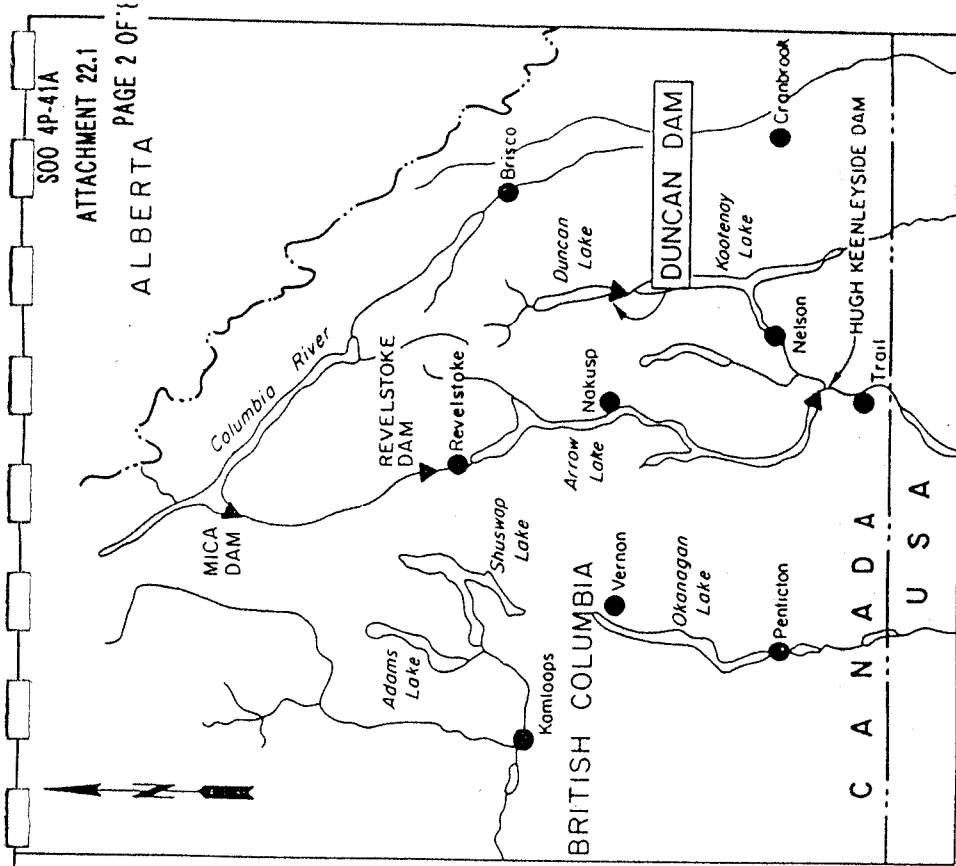 SOO 4P-41A
ATTACHMENT 22.1
PAGE 2 OF
ALBERTA
Columbia River
Brisco
MICA
DAM
REVELSTOKE
DAM
Revelstoke
Duncan
Lake
DUNCAN DAM
Kootenay
Lake
Cranbrook
Shuswap
Lake
Adams
Lake
Kamloops
Nakusp
Arrow
Lake
Nelson
HUGH KEENLEYSIDE DAM
Trail
BRITISH COLUMBIA
Vernon
Okanagan
Lake
Penticton
CANADA
USA
N